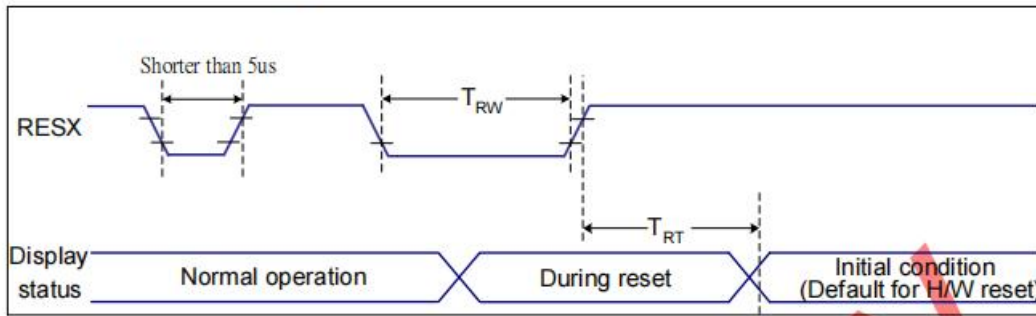 Shorter than 5us
RESX
TRW
TRT
Display
status
Normal operation
During reset
Initial condition
(Default for H/W reset)